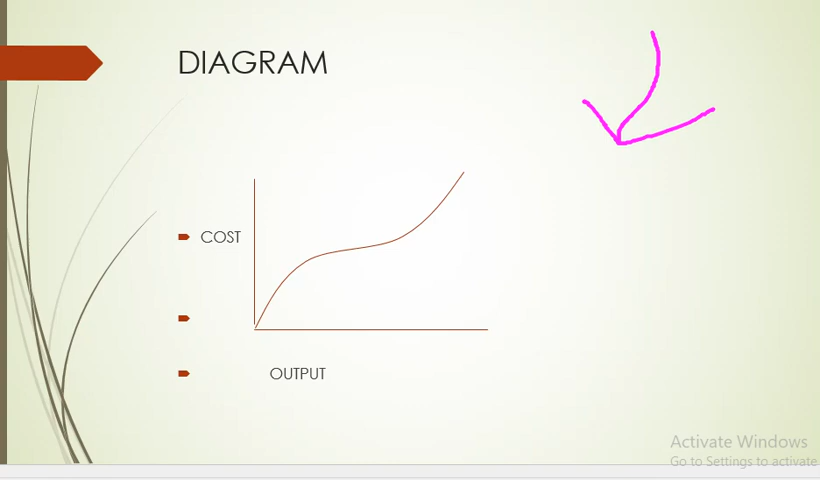 DIAGRAM
COST
OUTPUT
Activate Windows
Go to Settings to activate